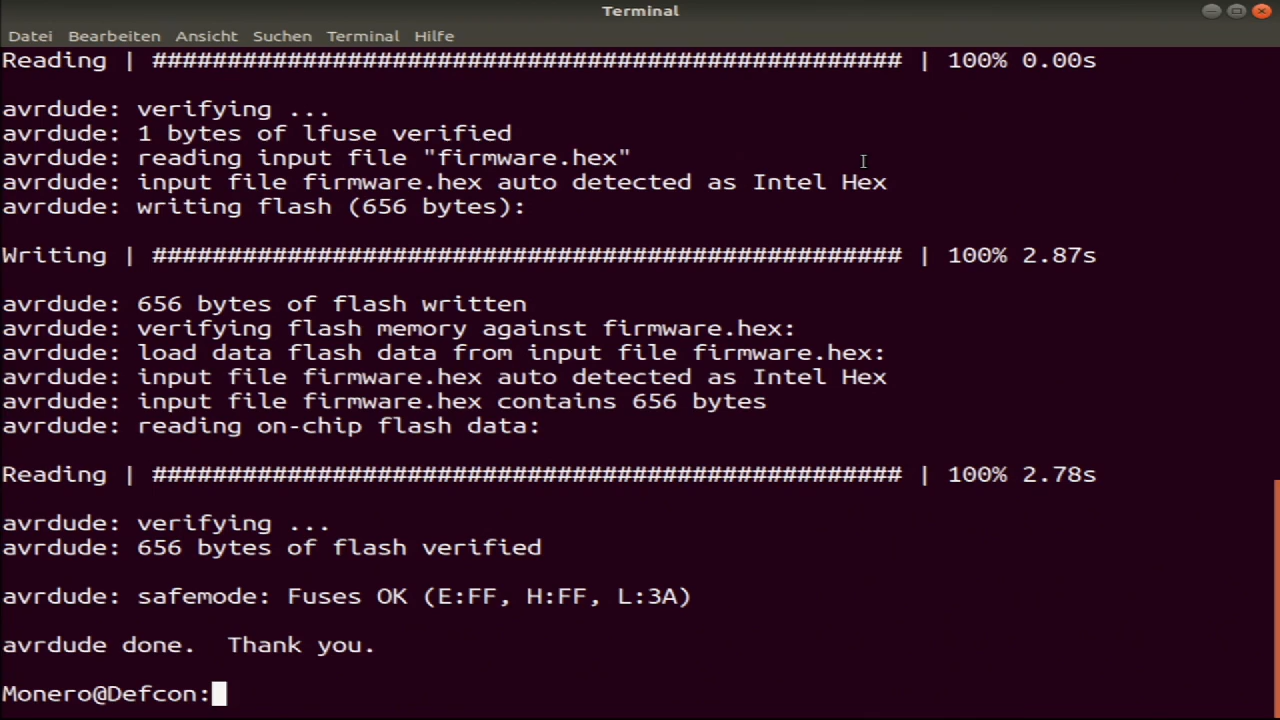 Terminal
Datei Bearbeiten Ansicht Suchen Terminal Hilfe
Reading | ################################################## | 100% 0.00s
avrdude: verifying ...
avrdude: 1 bytes of lfuse verified
avrdude: reading input file "firmware.hex"
avrdude: input file firmware.hex auto detected as Intel Hex
avrdude: writing flash (656 bytes):
Writing | ################################################## | 100% 2.87s
avrdude: 656 bytes of flash written
avrdude: verifying flash memory against firmware.hex:
avrdude: load data flash data from input file firmware.hex:
avrdude: input file firmware.hex auto detected as Intel Hex
avrdude: input file firmware.hex contains 656 bytes
avrdude: reading on-chip flash data:
Reading | ################################################## | 100% 2.78s
avrdude: verifying ...
avrdude: 656 bytes of flash verified
avrdude: safemode: Fuses OK (E:FF, H:FF, L:3A)
avrdude done.  Thank you.
Monero@Defcon: